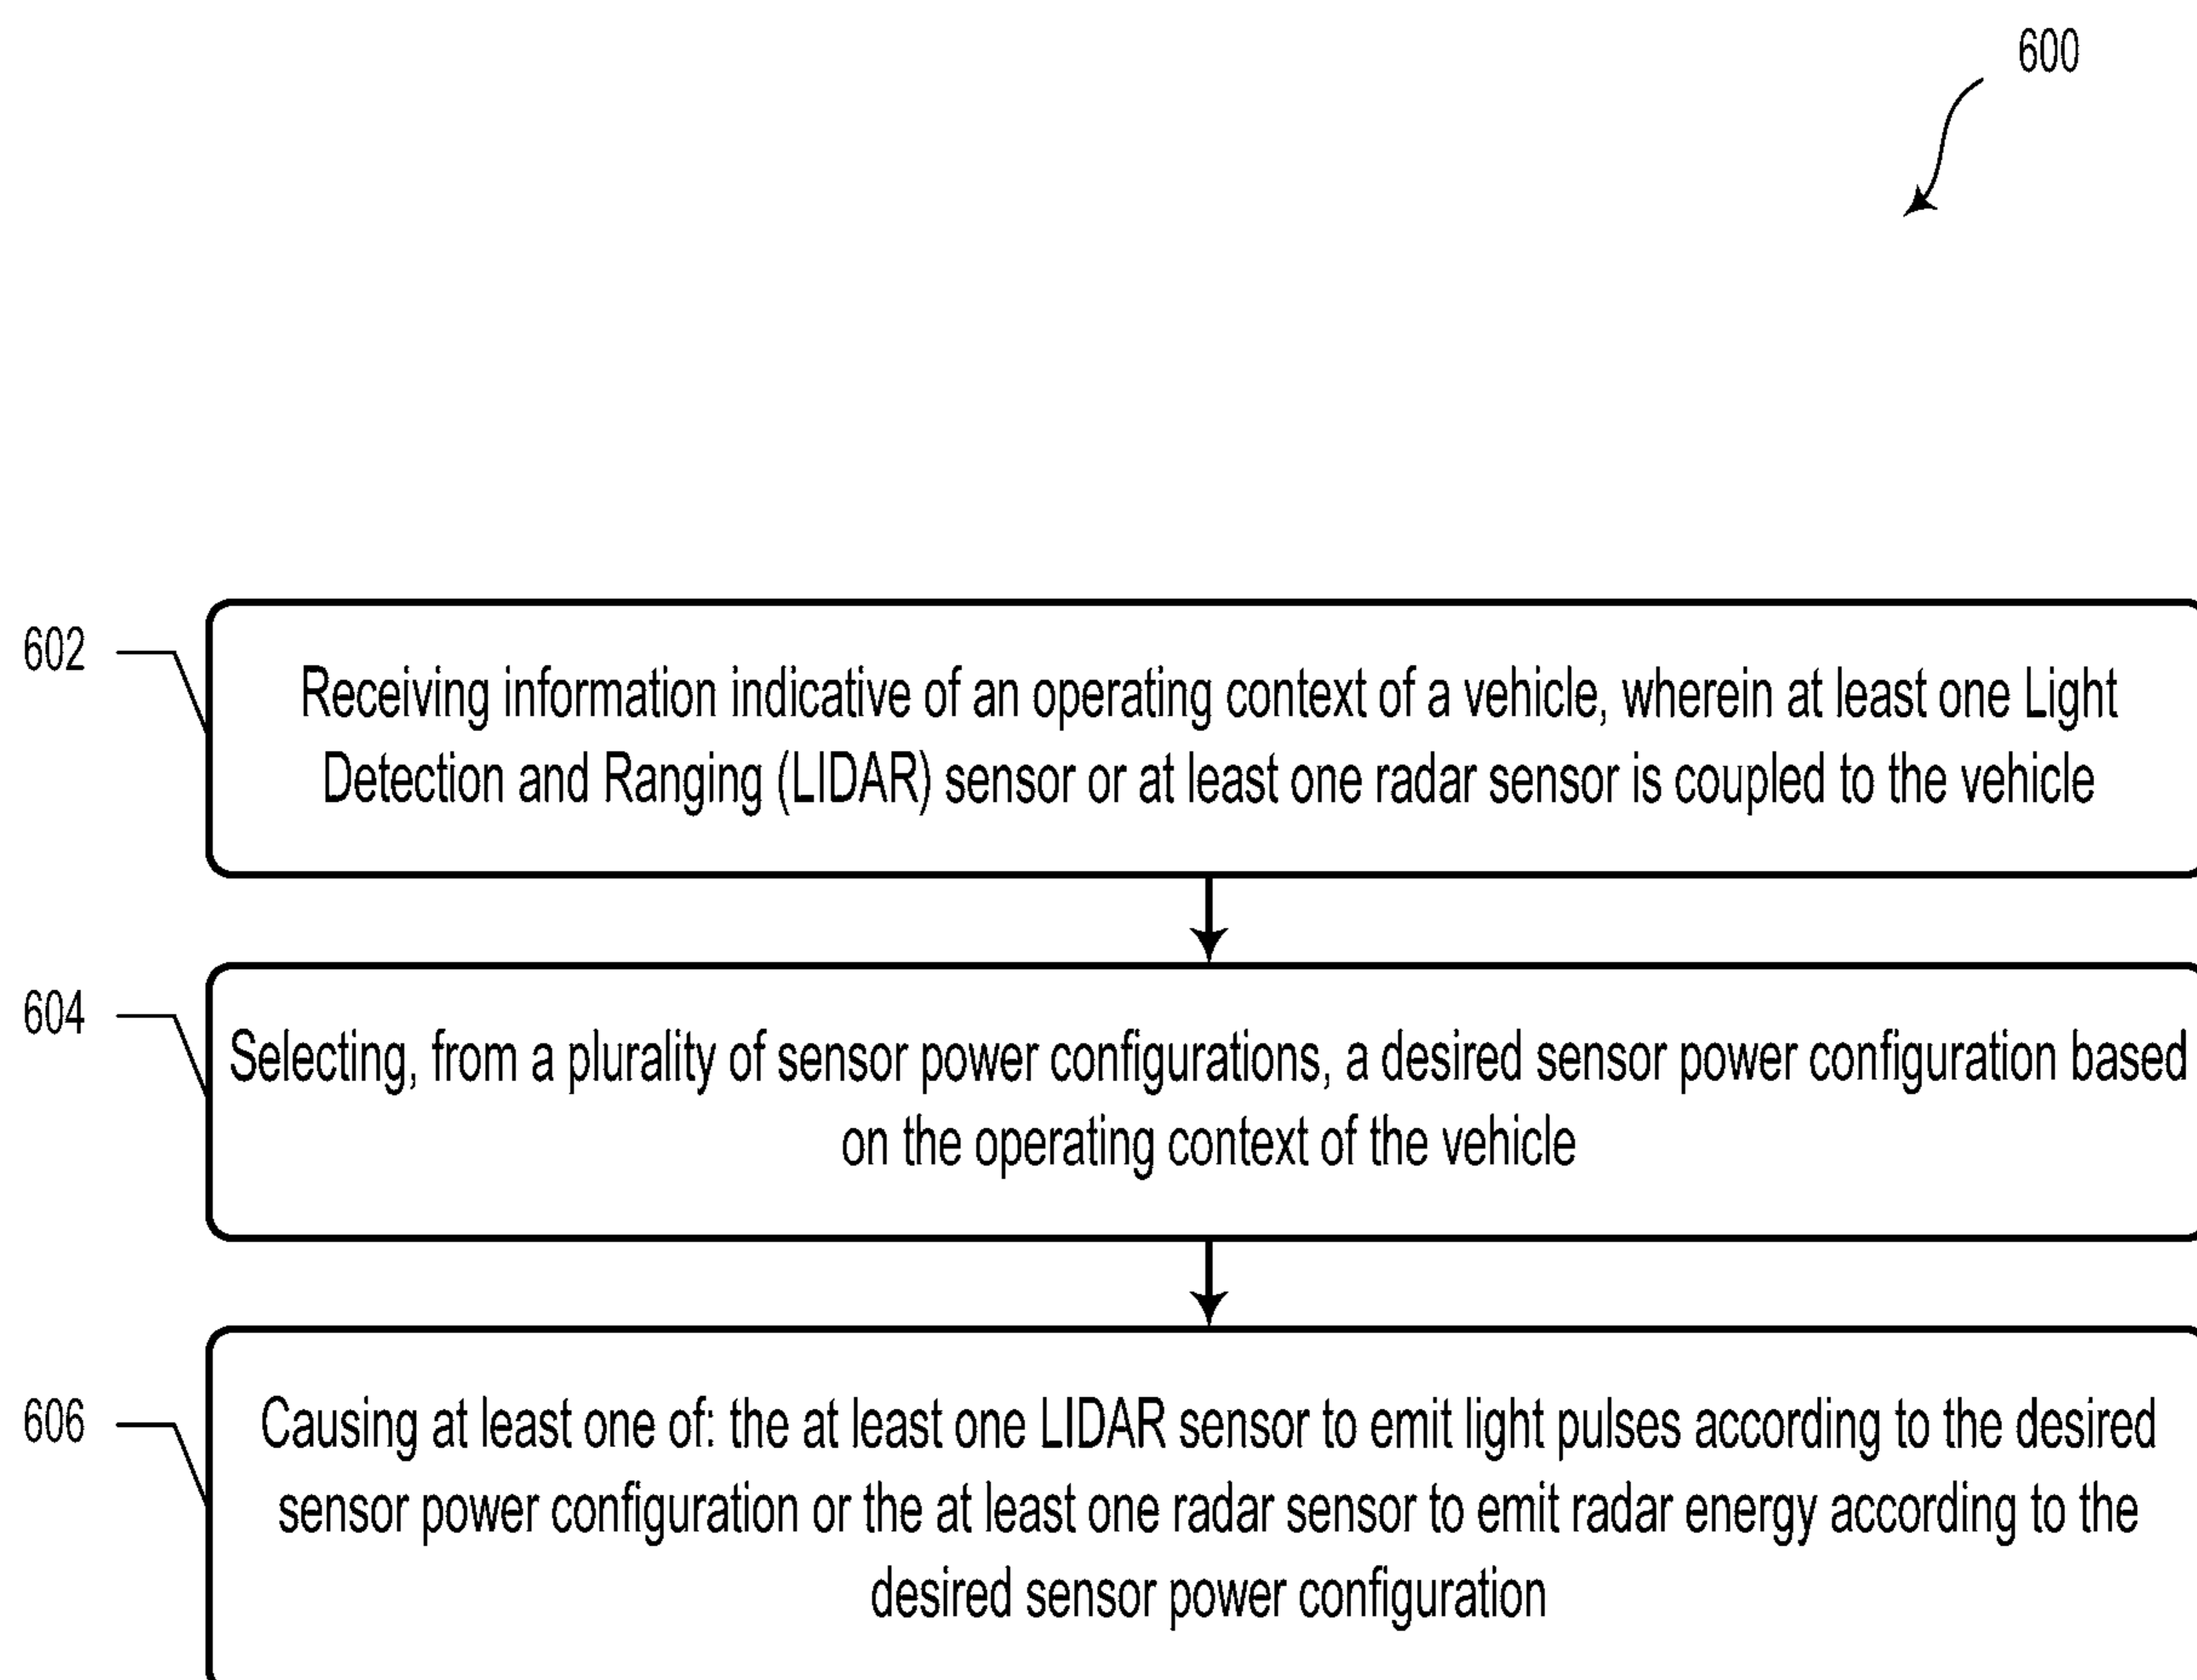 600
602
Receiving information indicative of an operating context of a vehicle, wherein at least one Light
Detection and Ranging (LIDAR) sensor or at least one radar sensor is coupled to the vehicle
604
Selecting, from a plurality of sensor power configurations, a desired sensor power configuration based
on the operating context of the vehicle
606
Causing at least one of: the at least one LIDAR sensor to emit light pulses according to the desired
sensor power configuration or the at least one radar sensor to emit radar energy according to the
desired sensor power configuration